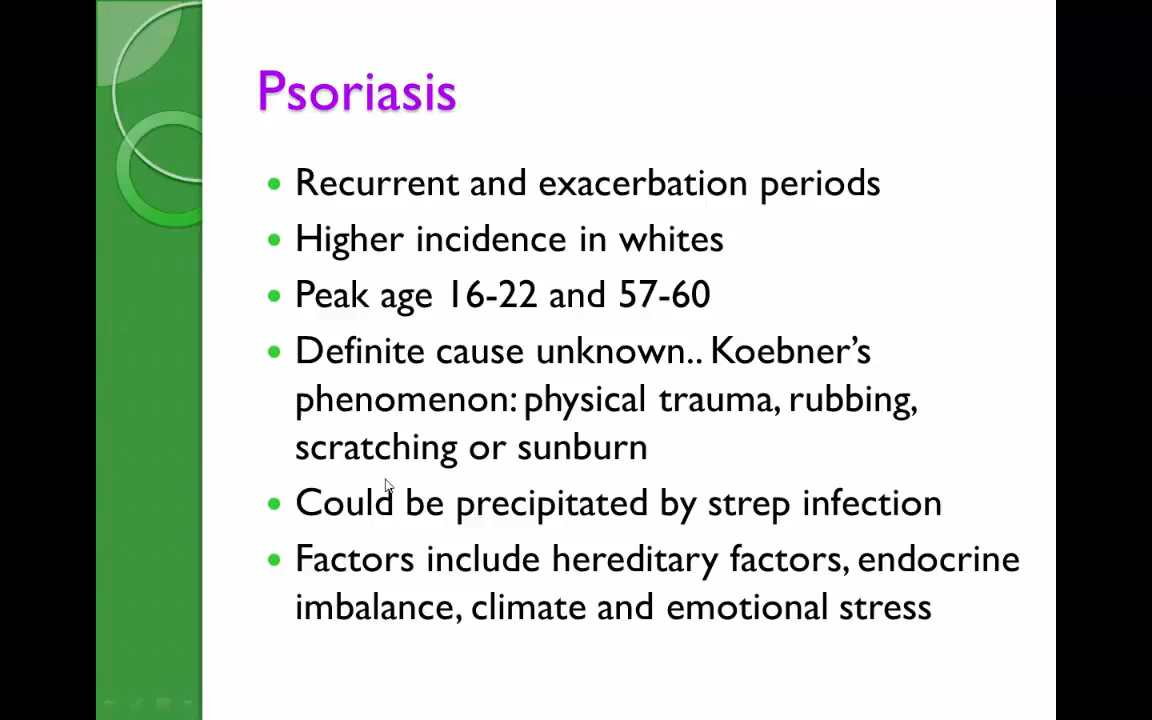 Psoriasis
Recurrent and exacerbation periods
Higher incidence in whites
Peak age 16-22 and 57-60
Definite cause unknown.. Koebner’s
phenomenon: physical trauma, rubbing,
scratching or sunburn
Could be precipitated by strep infection
Factors include hereditary factors, endocrine
imbalance, climate and emotional stress